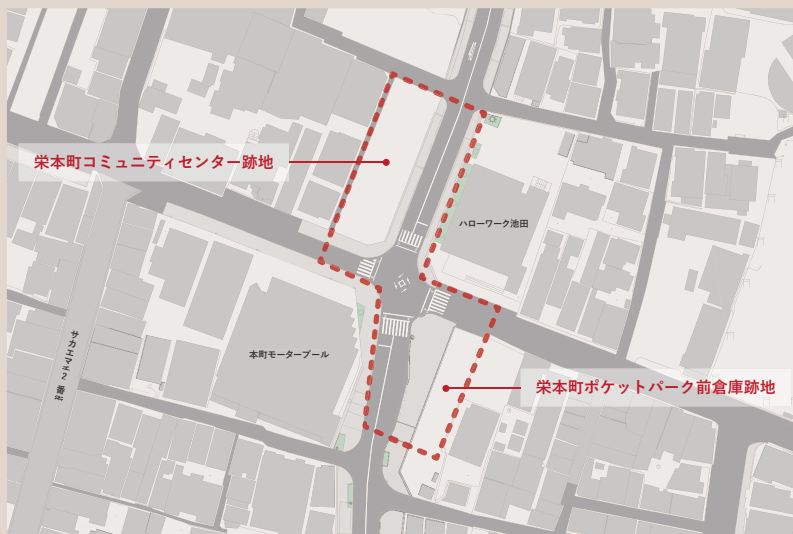 栄本町コミュニティセンター跡地
ハローワーク池田
サカエマチ2番街
本町モータープール
栄本町ポケットパーク前倉庫跡地